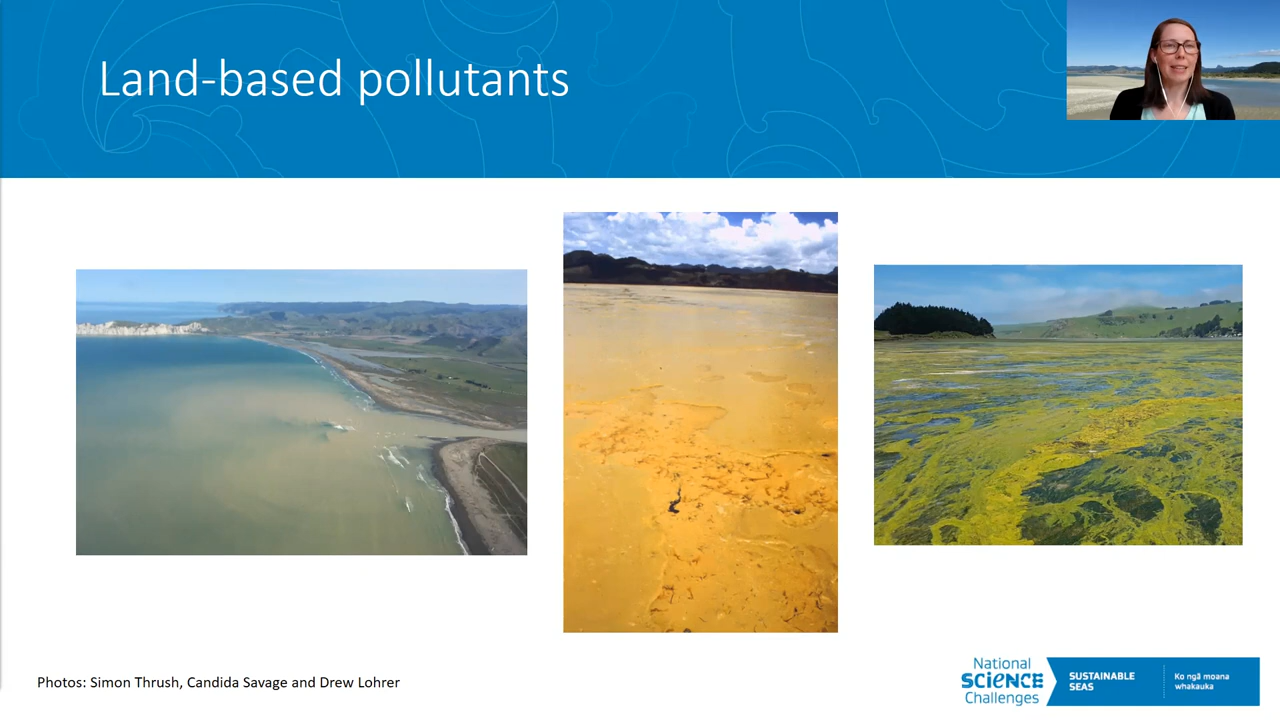 Land-based pollutants
Photos: Simon Thrush, Candida Savage and Drew Lohrer
National
SCIENCE
Challenges
SUSTAINABLE
SEAS
Ko ngā moana
whakauka